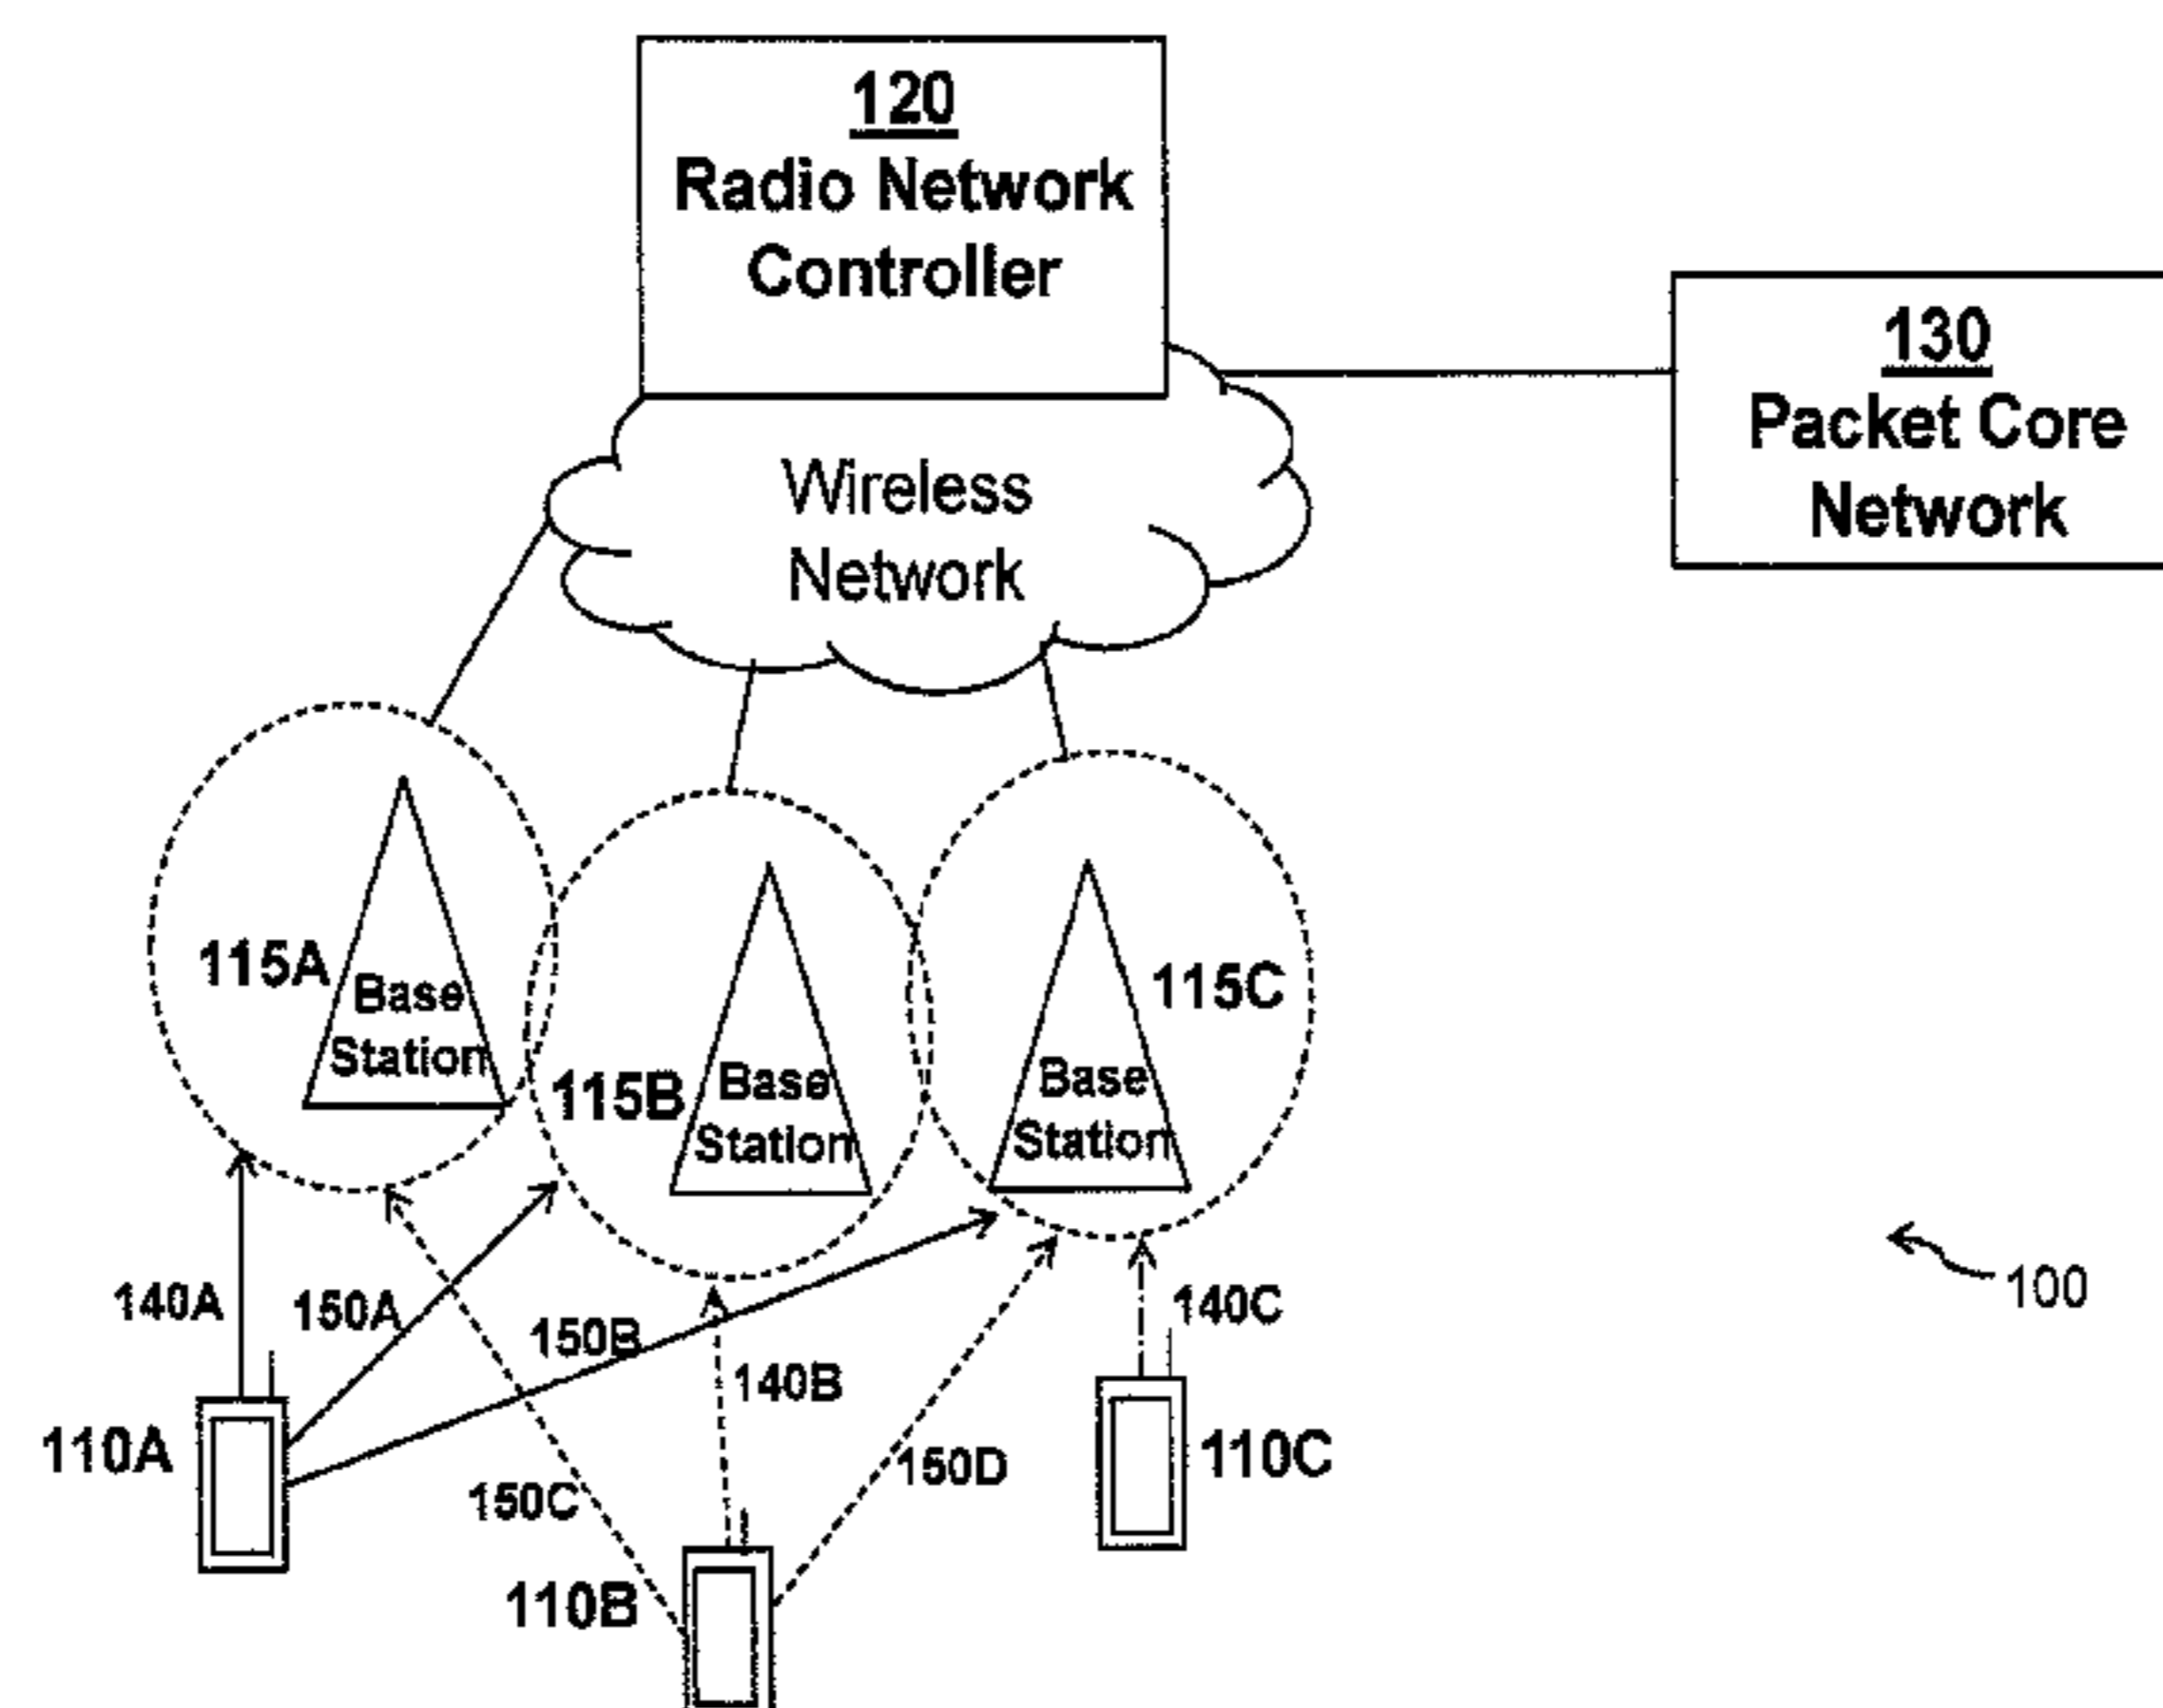 120
Radio Network
Controller
130
Packet Core
Network
Wireless
Network
115A
Base
Station
115B
Base
Station
115C
Base
Station
140A
150A
150B
140B
140C
100
110A
150C
150D
110C
110B